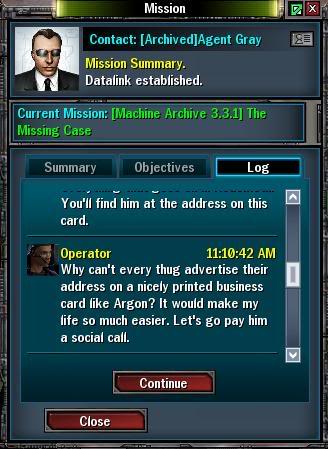 Mission
Contact: [Archived]Agent Gray
Mission Summary.
Datalink established.
Current Mission: [Machine Archive 3.3.1] The
Missing Case
Summary
Objectives
Log
You'll find him at the address on this
card.
Operator
11:10:42 AM
Why can't every thug advertise their
address on a nicely printed business
card like Argon? It would make my
life so much easier. Let's go pay him
a social call.
Continue
Close